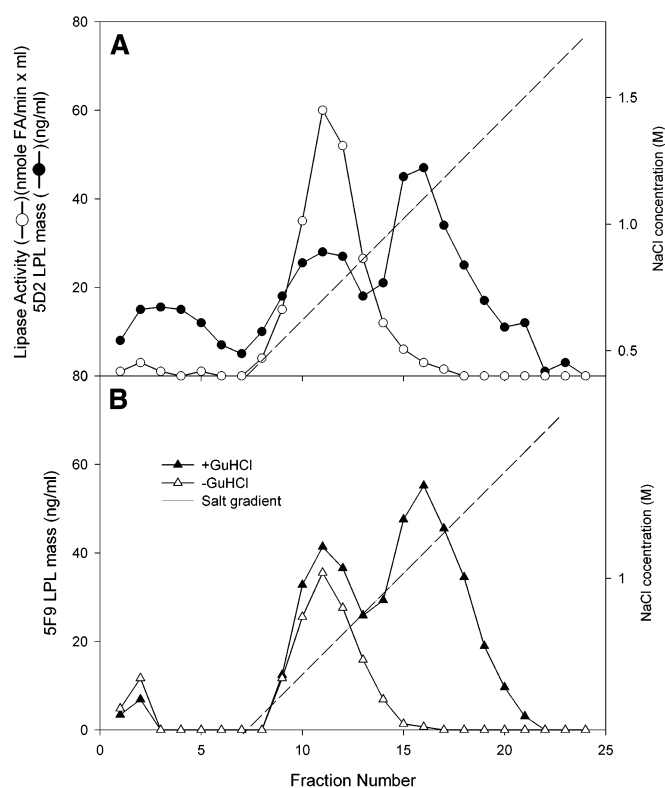 A
Lipase Activity (—○—)(nmole FA/min x ml)
5D2 LPL mass (—●—)(ng/ml)
80
60
40
20
80
1.5
1.0
0.5
NaCl concentration (M)
B
5F9 LPL mass (ng/ml)
60
40
20
0
+GuHCl
-GuHCl
Salt gradient
1
NaCl cocentration (M)
0 5 10 15 20 25
Fraction Number